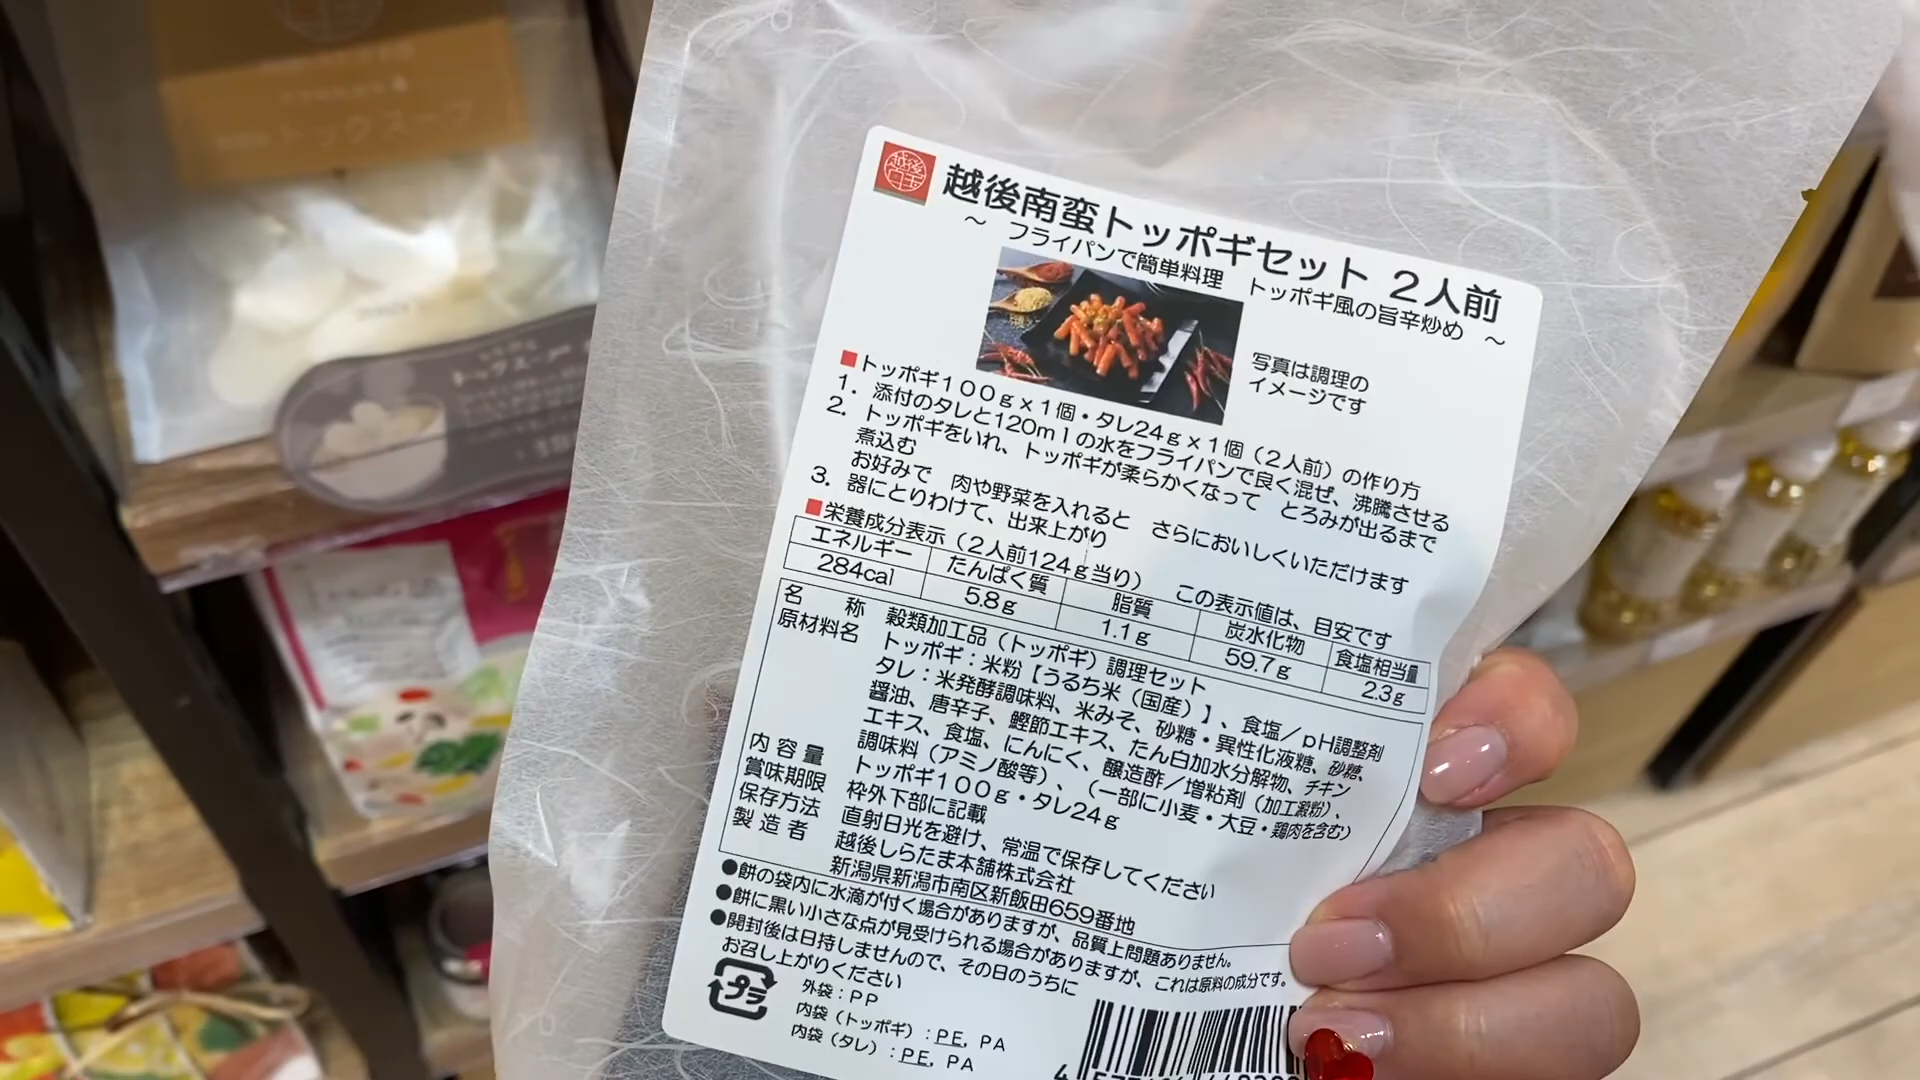 トックスープ
越後南蛮トッポギセット 2人前
～ フライパンで簡単料理 トッポギ風の旨辛炒め ～
写真は調理の
イメージです
■トッポギ100g×1個・タレ24g×1個（2人前）の作り方
1. 添付のタレと120mlの水をフライパンで良く混ぜ、沸騰させる
2. トッポギをいれ、トッポギが柔らかくなって とろみが出るまで
煮込む
お好みで 肉や野菜を入れると さらにおいしくいただけます
3. 器にとりわけて、出来上がり
■栄養成分表示（2人前124g当り） この表示値は、目安です
エネルギー たんぱく質 脂質 炭水化物 食塩相当量
284cal 5.8g 1.1g 59.7g 2.3g
名称 穀類加工品（トッポギ）調理セット
原材料名 トッポギ：米粉【うるち米（国産）】、食塩／pH調整剤
タレ：米発酵調味料、米みそ、砂糖・異性化液糖、砂糖、
醤油、唐辛子、鰹節エキス、たん白加水分解物、チキン
エキス、食塩、にんにく、醸造酢／増粘剤（加工澱粉）、
調味料（アミノ酸等）、（一部に小麦・大豆・鶏肉を含む）
内容量 トッポギ100g・タレ24g
賞味期限 枠外下部に記載
保存方法 直射日光を避け、常温で保存してください
製造者 越後しらたま本舗株式会社
新潟県新潟市南区新飯田659番地
●餅の袋内に水滴が付く場合がありますが、品質上問題ありません。
●餅に黒い小さな点が見受けられる場合がありますが、これは原料の成分です。
●開封後は日持しませんので、その日のうちに
お召し上がりください
プラ
外袋：PP
内袋（トッポギ）：PE, PA
内袋（タレ）：PE, PA